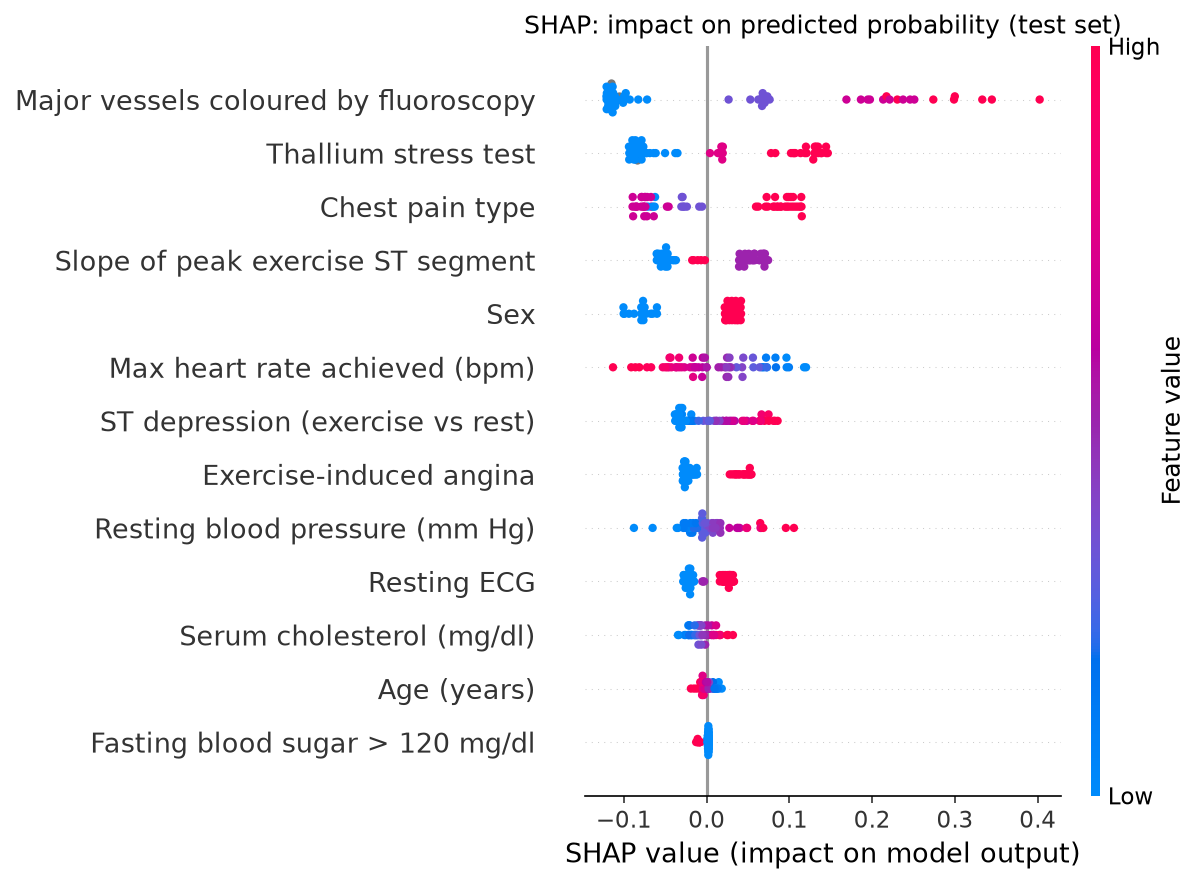 SHAP: impact on predicted probability (test set)
High
Major vessels coloured by fluoroscopy
Thallium stress test
Chest pain type
Slope of peak exercise ST segment
Sex
Max heart rate achieved (bpm)
ST depression (exercise vs rest)
Exercise-induced angina
Resting blood pressure (mm Hg)
Resting ECG
Serum cholesterol (mg/dl)
Age (years)
Fasting blood sugar > 120 mg/dl
Feature value
Low
−0.1 0.0 0.1 0.2 0.3 0.4
SHAP value (impact on model output)